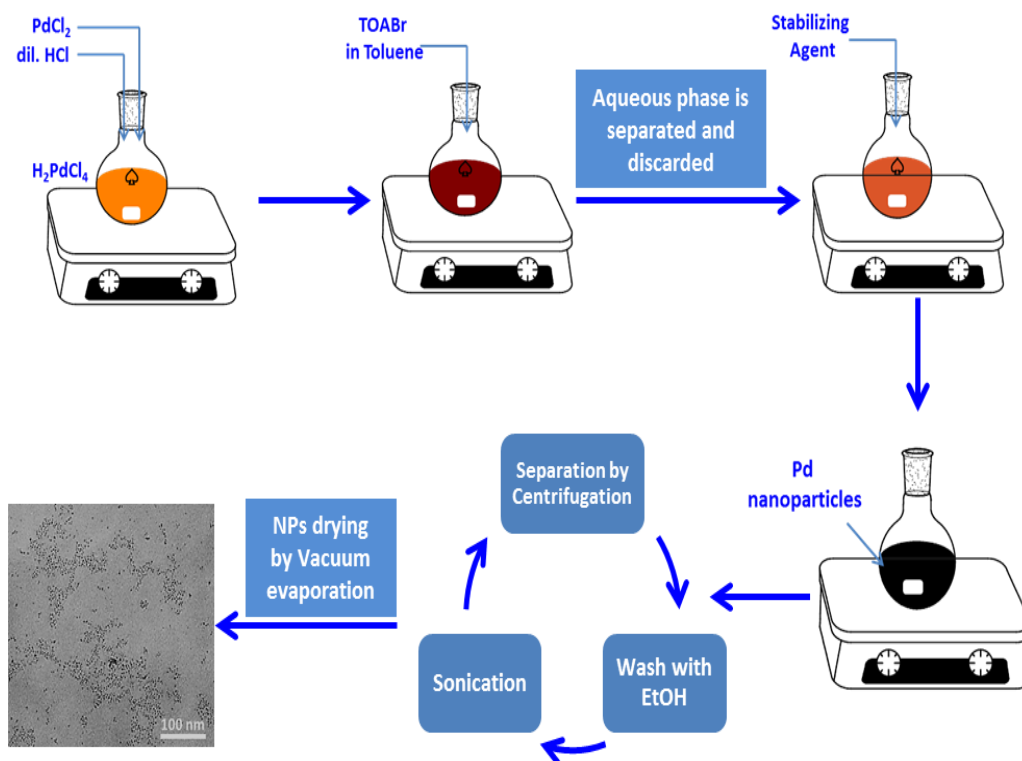 PdCl₂
dil. HCl
H₂PdCl₄
TOABr
in Toluene
Aqueous phase is
separated and
discarded
Stabilizing
Agent
Pd
nanoparticles
Separation by
Centrifugation
Wash with
EtOH
Sonication
NPs drying
by Vacuum
evaporation
100 nm